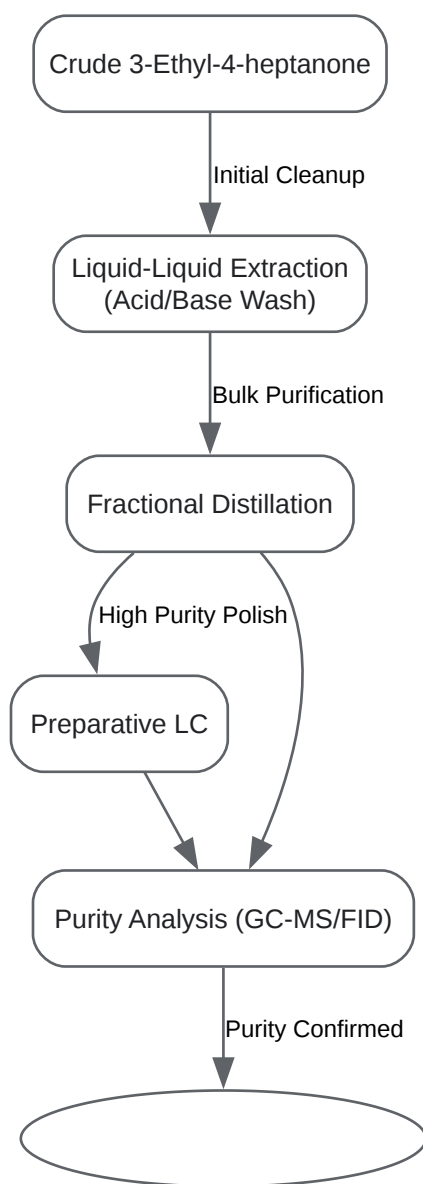 Crude 3-Ethyl-4-heptanone
Initial Cleanup
Liquid-Liquid Extraction
(Acid/Base Wash)
Bulk Purification
Fractional Distillation
High Purity Polish
Preparative LC
Purity Analysis (GC-MS/FID)
Purity Confirmed